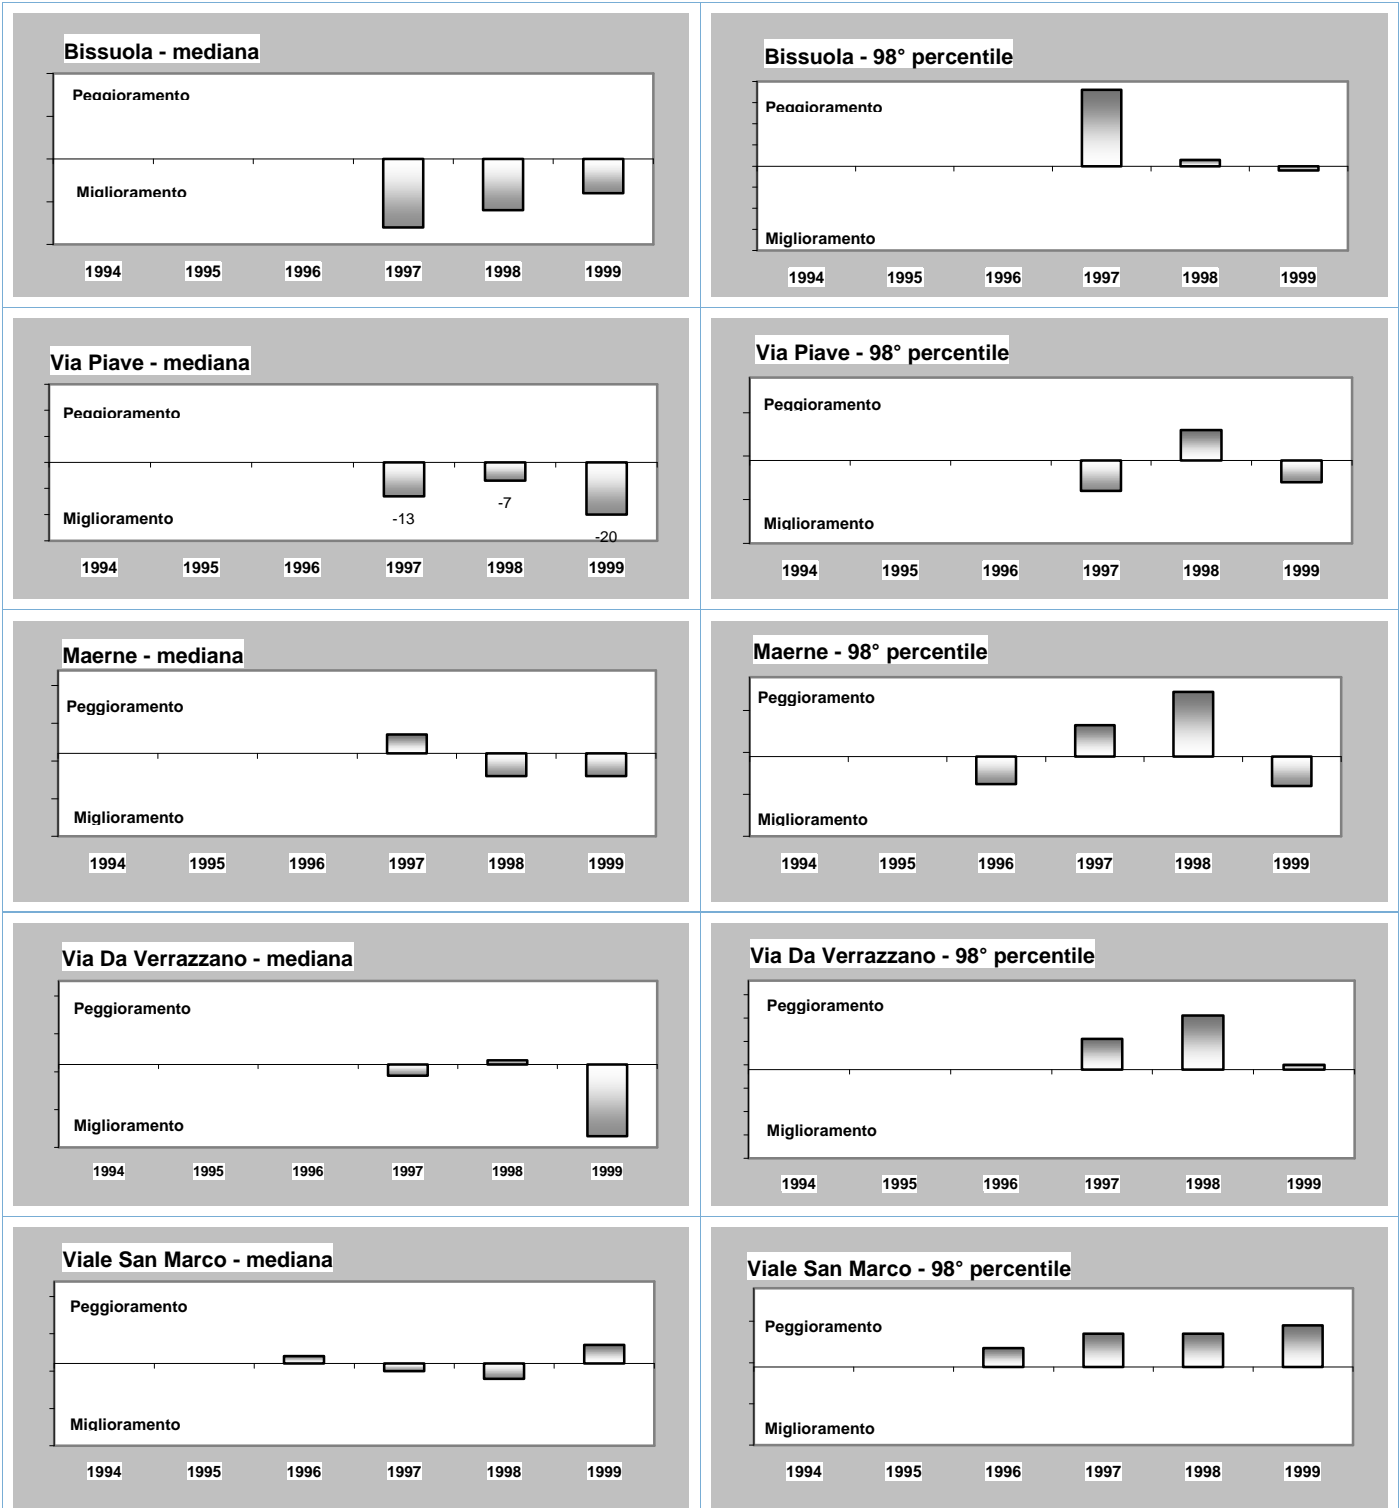 Bissuola - mediana
Peggioramento
Miglioramento
1994 1995 1996 1997 1998 1999
Bissuola - 98° percentile
Peggioramento
Miglioramento
1994 1995 1996 1997 1998 1999
Via Piave - mediana
Peggioramento
Miglioramento
-13
-7
-20
1994 1995 1996 1997 1998 1999
Via Piave - 98° percentile
Peggioramento
Miglioramento
1994 1995 1996 1997 1998 1999
Maerne - mediana
Peggioramento
Miglioramento
1994 1995 1996 1997 1998 1999
Maerne - 98° percentile
Peggioramento
Miglioramento
1994 1995 1996 1997 1998 1999
Via Da Verrazzano - mediana
Peggioramento
Miglioramento
1994 1995 1996 1997 1998 1999
Via Da Verrazzano - 98° percentile
Peggioramento
Miglioramento
1994 1995 1996 1997 1998 1999
Viale San Marco - mediana
Peggioramento
Miglioramento
1994 1995 1996 1997 1998 1999
Viale San Marco - 98° percentile
Peggioramento
Miglioramento
1994 1995 1996 1997 1998 1999